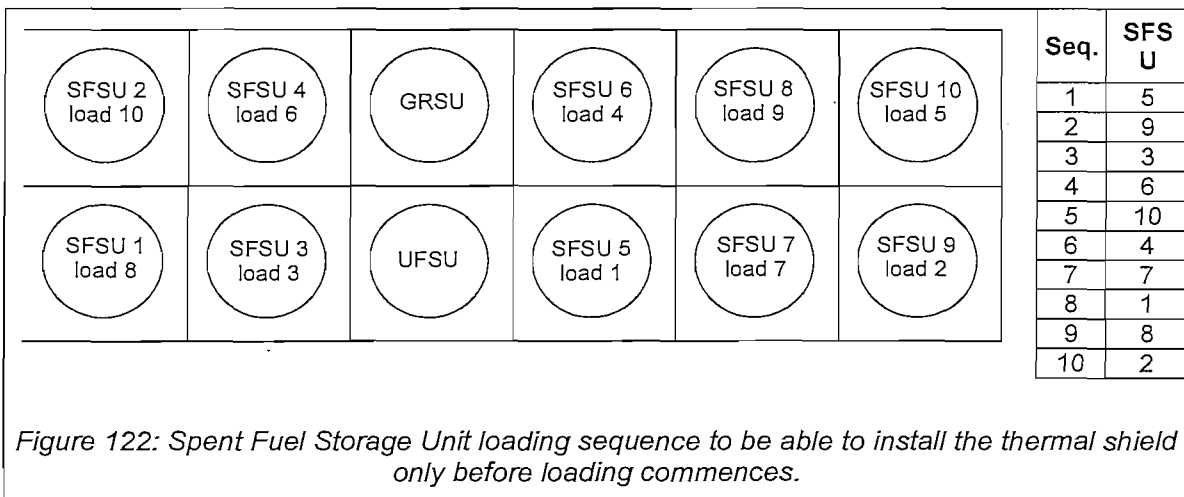 SFSU 2
load 10
SFSU 4
load 6
GRSU
SFSU 6
load 4
SFSU 8
load 9
SFSU 10
load 5
SFSU 1
load 8
SFSU 3
load 3
UFSU
SFSU 5
load 1
SFSU 7
load 7
SFSU 9
load 2
Seq. SFS
U
1 5
2 9
3 3
4 6
5 10
6 4
7 7
8 1
9 8
10 2
Figure 122: Spent Fuel Storage Unit loading sequence to be able to install the thermal shield
only before loading commences.